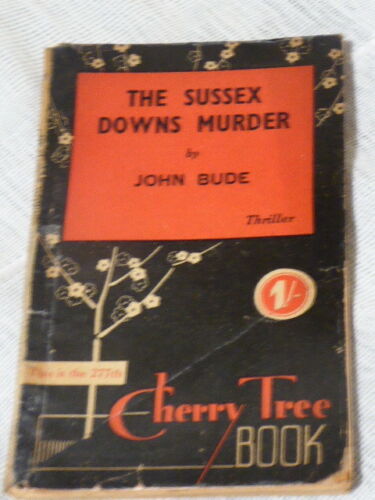 THE SUSSEX
DOWNS MURDER
by
JOHN BUDE
Thriller
1/-
This is the 277th
Cherry Tree
BOOK